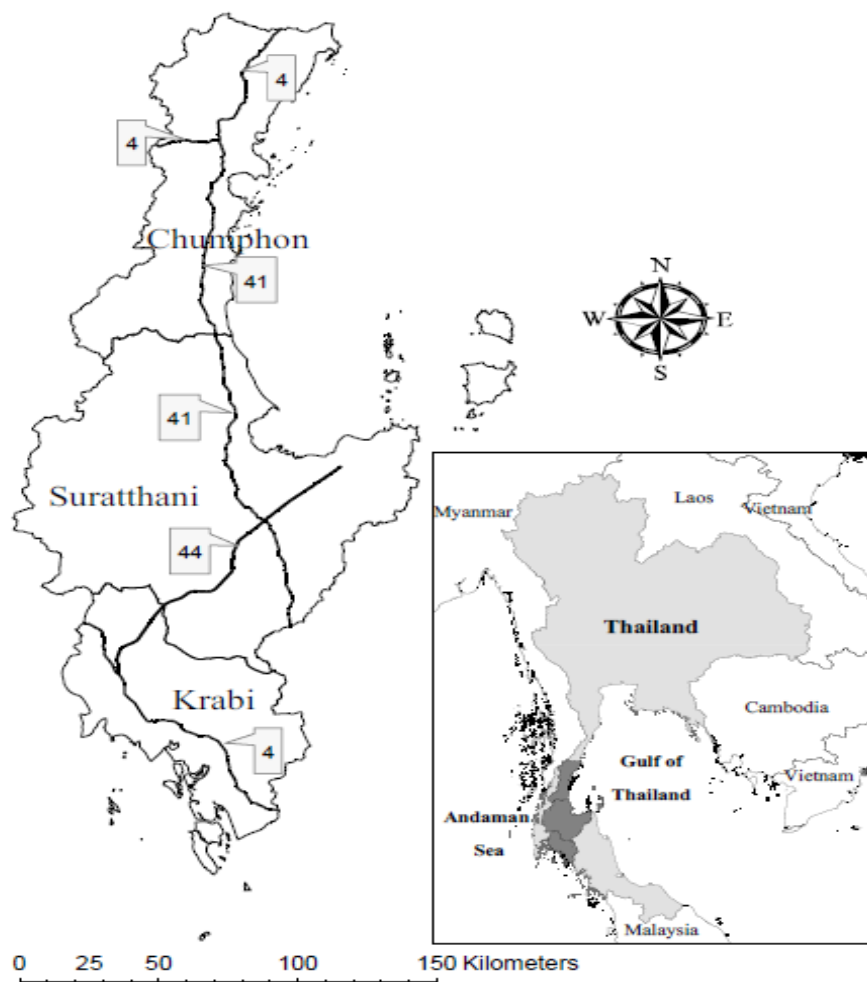 4
4
Chumphon
41
N
W E
S
41
Suratthani
44
Krabi
4
Myanmar
Laos
Vietnam
Thailand
Cambodia
Gulf of
Thailand
Vietnam
Andaman
Sea
Malaysia
0 25 50 100 150 Kilometers